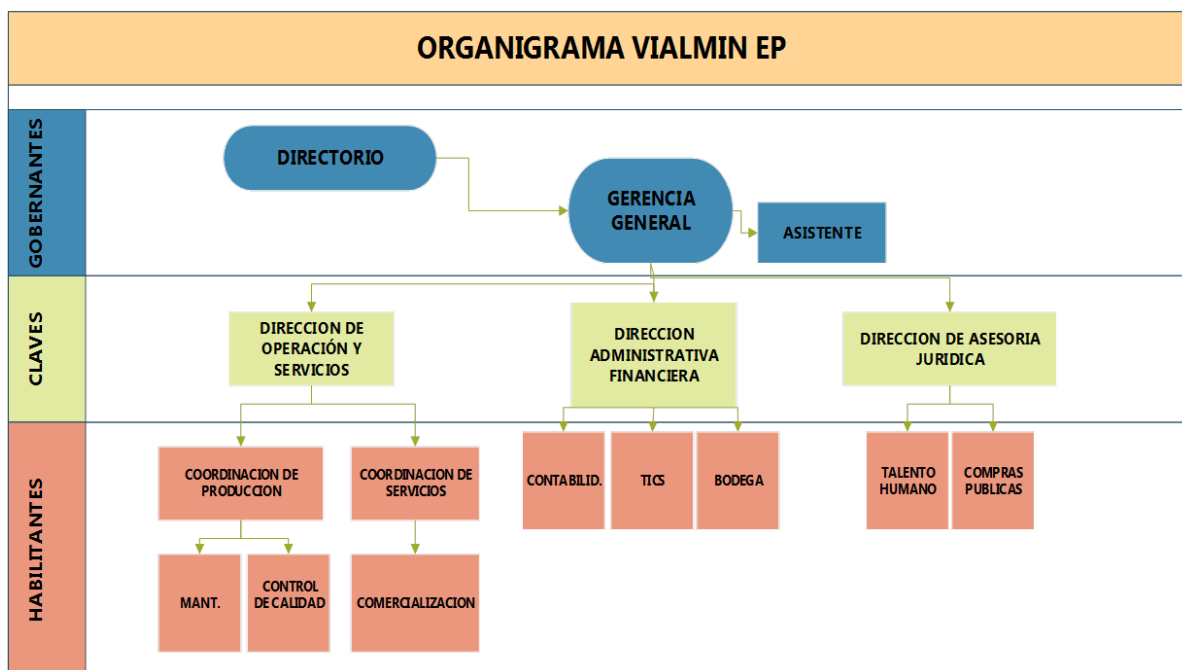 ORGANIGRAMA VIALMIN EP
GOBERNANTES
DIRECTORIO
GERENCIA
GENERAL
ASISTENTE
CLAVES
DIRECCION DE
OPERACIÓN Y
SERVICIOS
DIRECCION
ADMINISTRATIVA
FINANCIERA
DIRECCION DE ASESORIA
JURIDICA
HABILITANTES
COORDINACION DE
PRODUCCION
COORDINACION DE
SERVICIOS
CONTABILID.
TICS
BODEGA
TALENTO
HUMANO
COMPRAS
PUBLICAS
MANT.
CONTROL
DE CALIDAD
COMERCIALIZACION